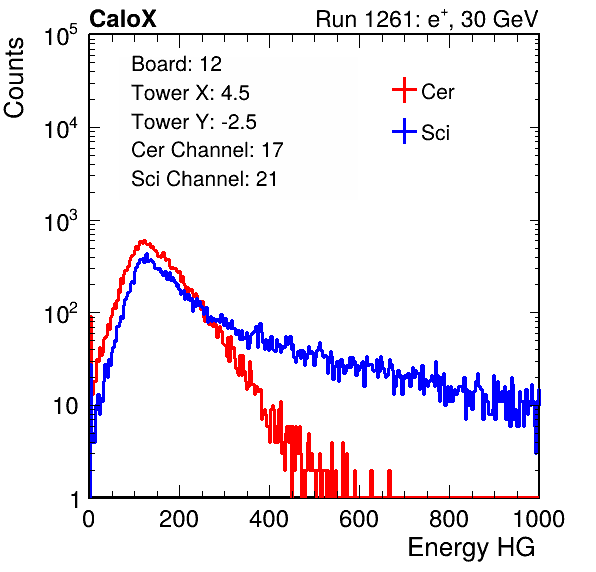 CaloX Run 1261: e⁺, 30 GeV
Counts
Board: 12
Tower X: 4.5
Tower Y: -2.5
Cer Channel: 17
Sci Channel: 21
Cer
Sci
10⁵
10⁴
10³
10²
10
1
0 200 400 600 800 1000
Energy HG